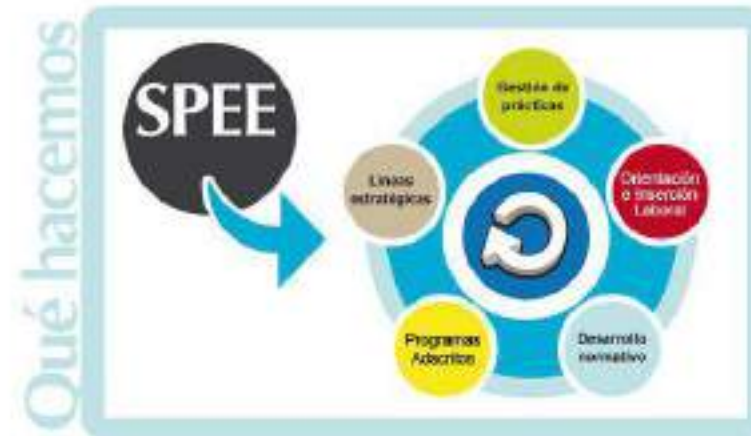 Qué hacemos
SPEE
Gestión de
prácticas
Líneas
estratégicas
Orientación
e Inserción
Laboral
Programas
Adscritos
Desarrollo
normativo